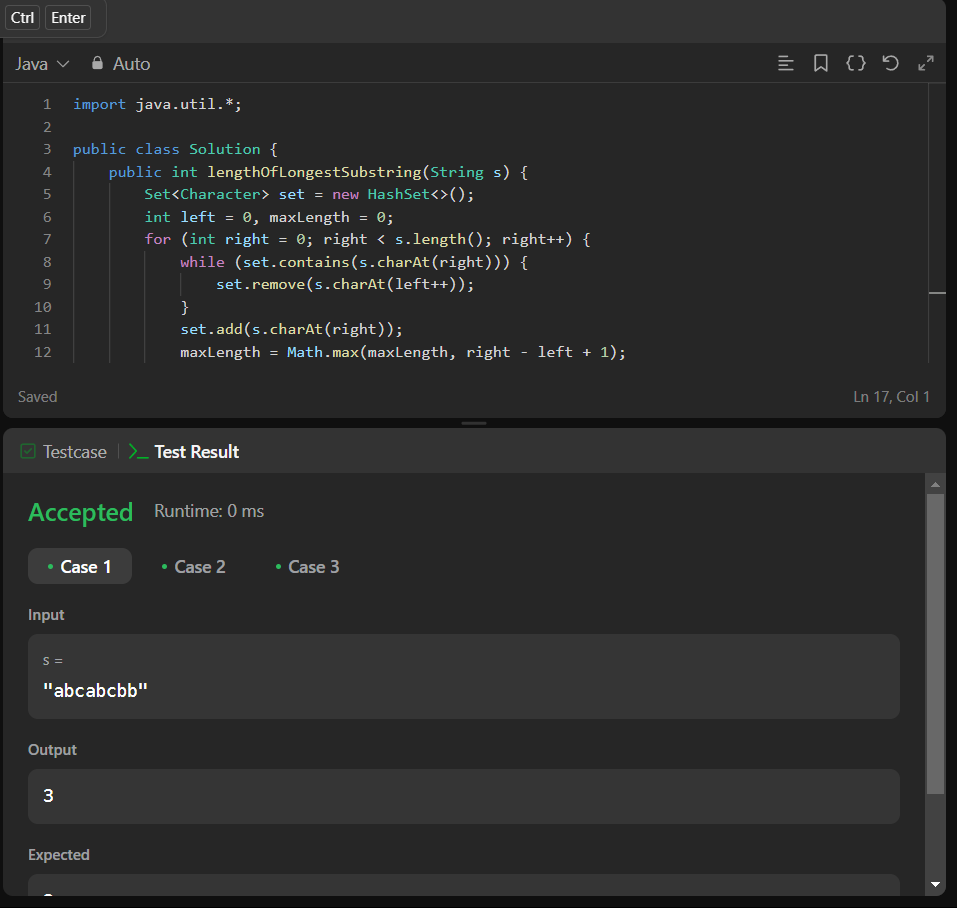 Ctrl Enter
Java Auto
1 import java.util.*;
2
3 public class Solution {
4 public int lengthOfLongestSubstring(String s) {
5 Set<Character> set = new HashSet<>();
6 int left = 0, maxLength = 0;
7 for (int right = 0; right < s.length(); right++) {
8 while (set.contains(s.charAt(right))) {
9 set.remove(s.charAt(left++));
10 }
11 set.add(s.charAt(right));
12 maxLength = Math.max(maxLength, right - left + 1);
Saved Ln 17, Col 1
Testcase Test Result
Accepted Runtime: 0 ms
Case 1 Case 2 Case 3
Input
s =
"abcabcbb"
Output
3
Expected